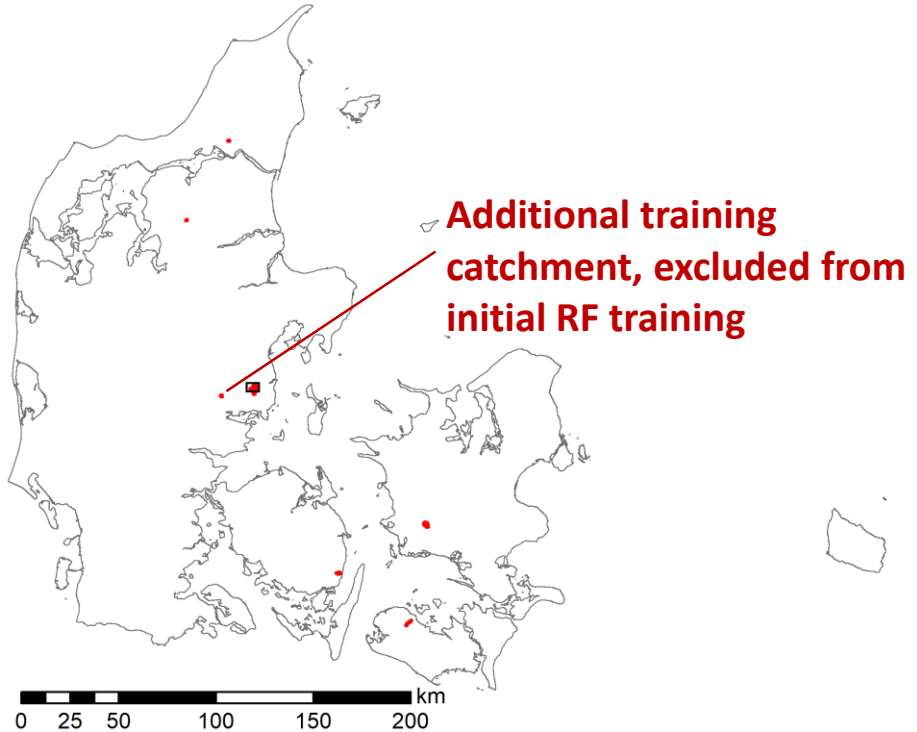 Additional training
catchment, excluded from
initial RF training
km
0 25 50 100 150 200